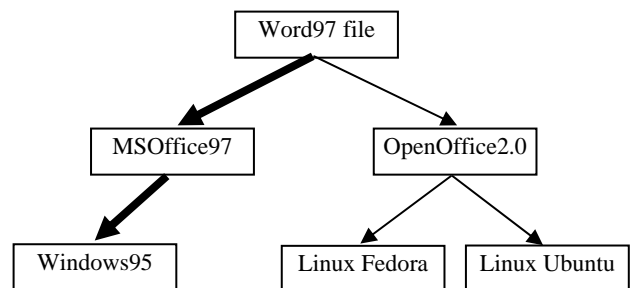 Word97 file
MSOffice97
OpenOffice2.0
Windows95
Linux Fedora
Linux Ubuntu